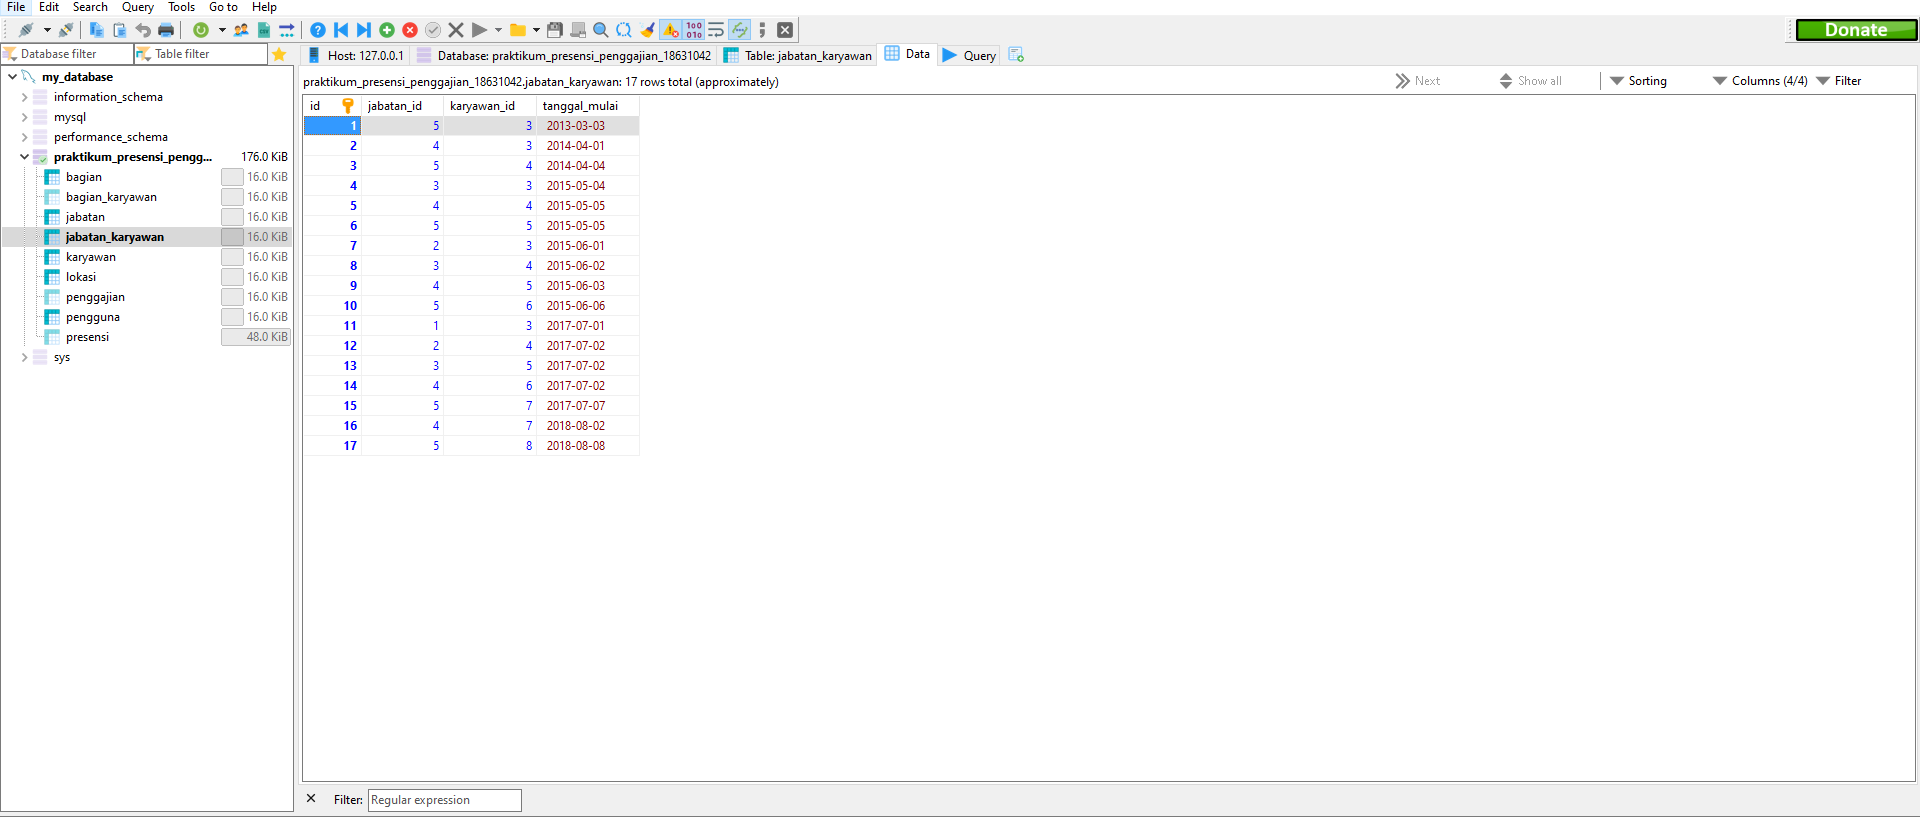 File Edit Search Query Tools Go to Help
Donate
Database filter Table filter
Host: 127.0.0.1 Database: praktikum_presensi_penggajian_18631042 Table: jabatan_karyawan Data Query
my_database
information_schema
mysql
performance_schema
praktikum_presensi_pengg... 176.0 KiB
bagian 16.0 KiB
bagian_karyawan 16.0 KiB
jabatan 16.0 KiB
jabatan_karyawan 16.0 KiB
karyawan 16.0 KiB
lokasi 16.0 KiB
penggajian 16.0 KiB
pengguna 16.0 KiB
presensi 48.0 KiB
sys
praktikum_presensi_penggajian_18631042.jabatan_karyawan: 17 rows total (approximately) Next Show all Sorting Columns (4/4) Filter
id jabatan_id karyawan_id tanggal_mulai
1 5 3 2013-03-03
2 4 3 2014-04-01
3 5 4 2014-04-04
4 3 3 2015-05-04
5 4 4 2015-05-05
6 5 5 2015-05-05
7 2 3 2015-06-01
8 3 4 2015-06-02
9 4 5 2015-06-03
10 5 6 2015-06-06
11 1 3 2017-07-01
12 2 4 2017-07-02
13 3 5 2017-07-02
14 4 6 2017-07-02
15 5 7 2017-07-07
16 4 7 2018-08-02
17 5 8 2018-08-08
Filter: Regular expression